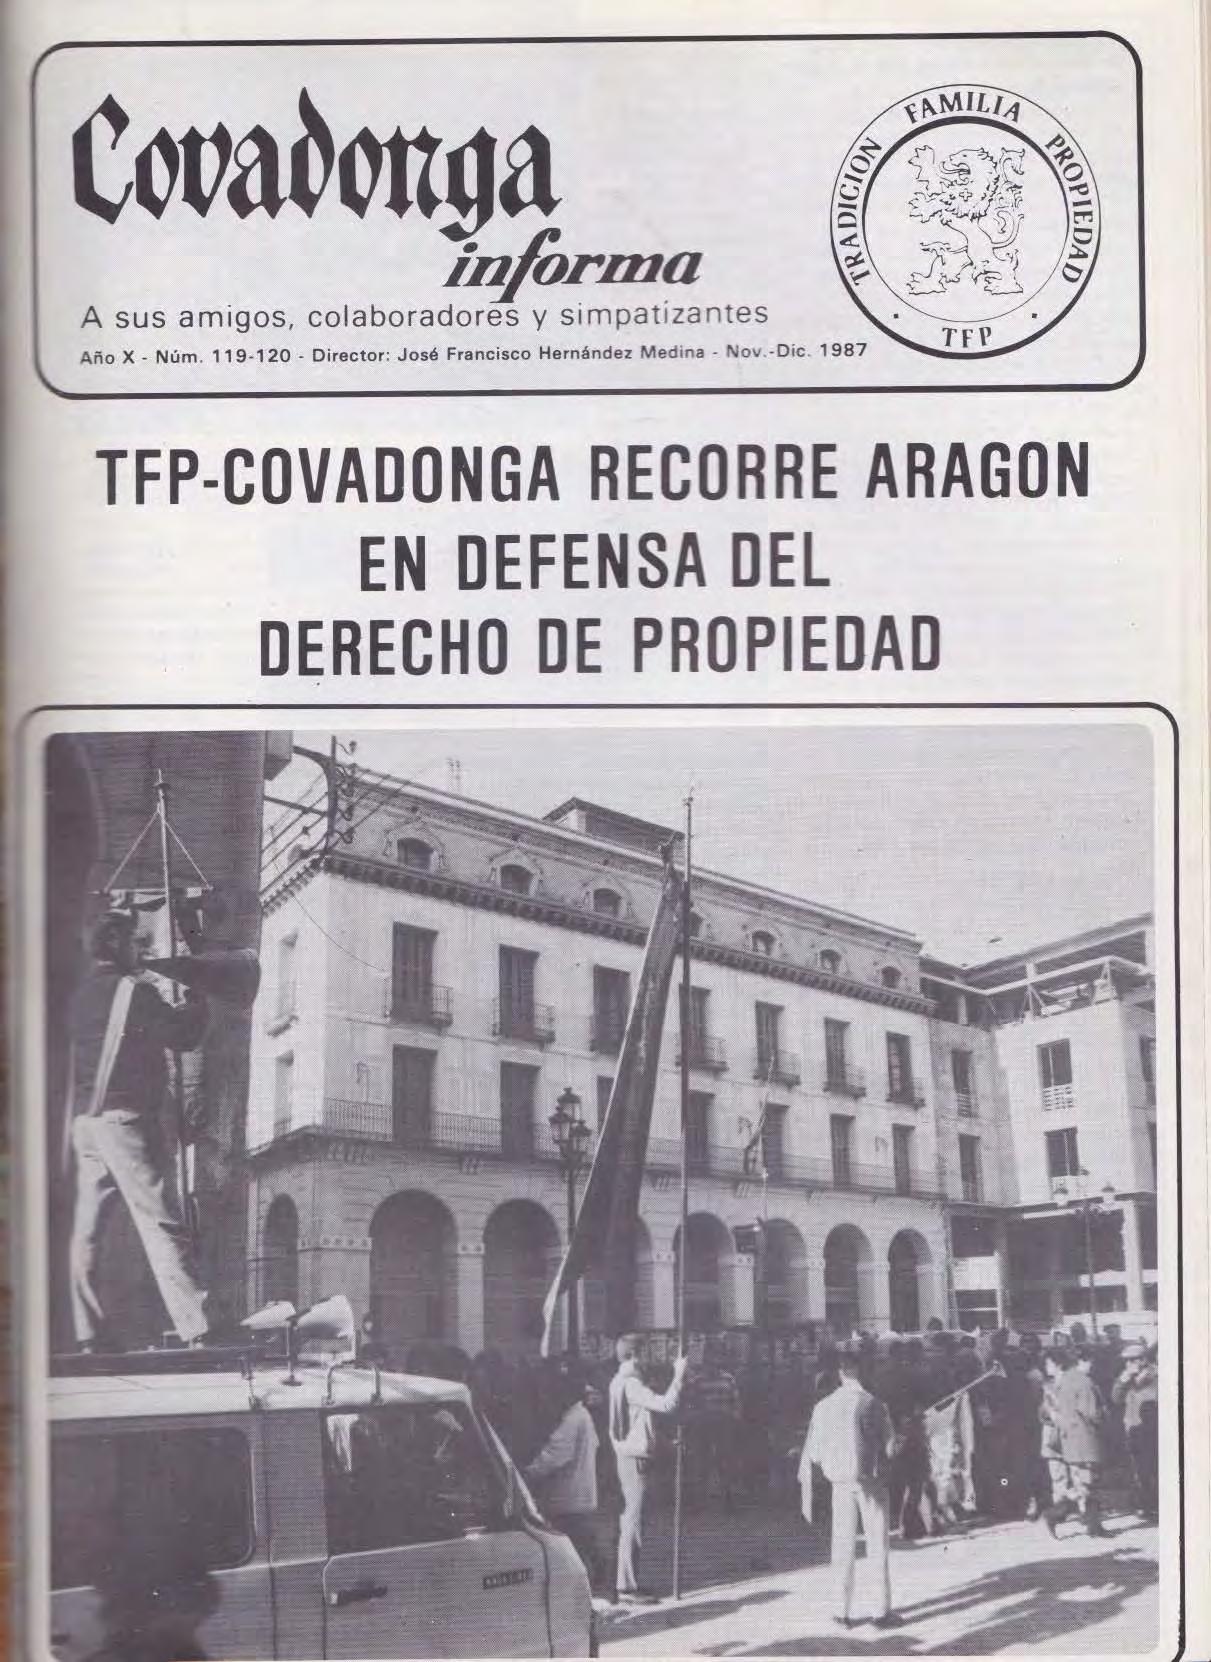 Covadonga
informa
A sus amigos, colaboradores y simpatizantes
Año X - Núm. 119-120 - Director: José Francisco Hernández Medina - Nov.-Dic. 1987
TRADICION FAMILIA PROPIEDAD
TFP
TFP-COVADONGA RECORRE ARAGON
EN DEFENSA DEL
DERECHO DE PROPIEDAD